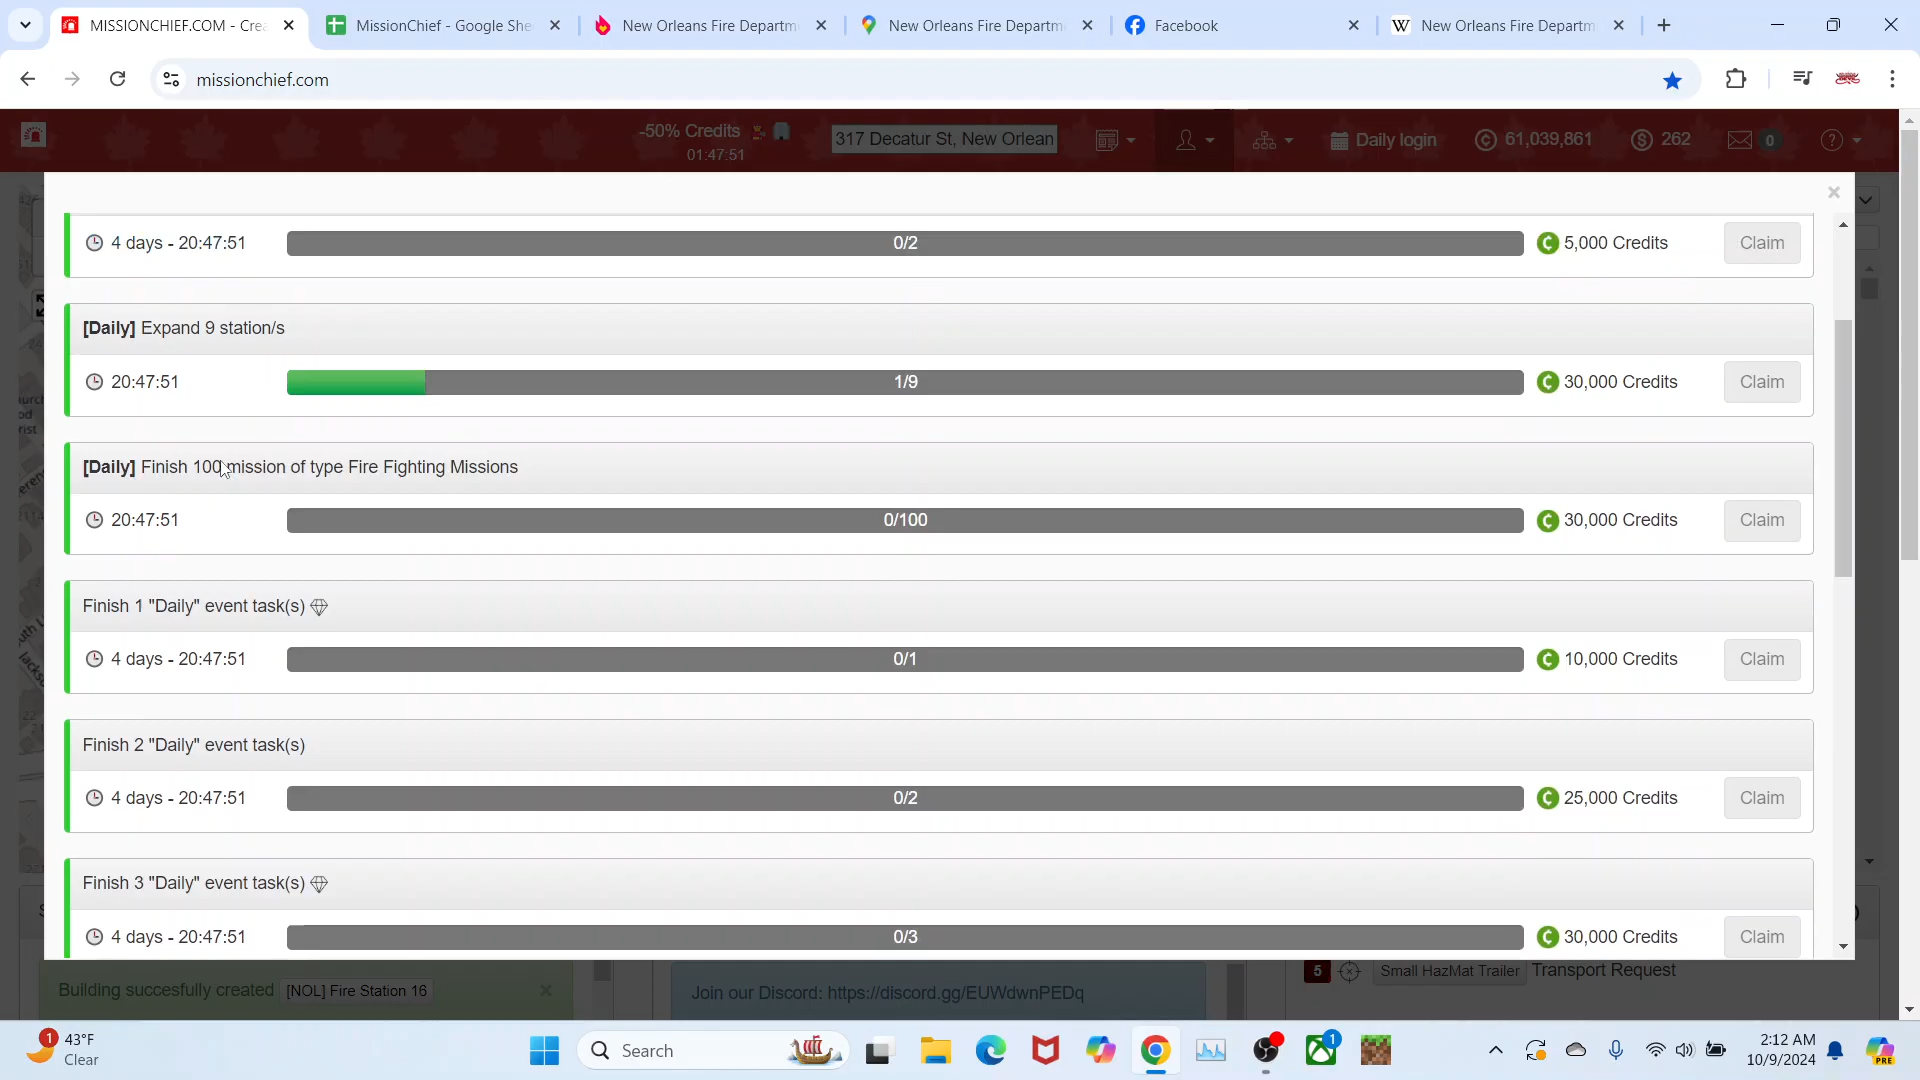 MISSIONCHIEF.COM - Crea
MissionChief - Google She
New Orleans Fire Departm
New Orleans Fire Departm
Facebook
New Orleans Fire Departm
missionchief.com
-50% Credits
01:47:51
317 Decatur St, New Orlean
Daily login
61,039,861
262
0
4 days - 20:47:51
0/2
5,000 Credits
Claim
[Daily] Expand 9 station/s
20:47:51
1/9
30,000 Credits
Claim
[Daily] Finish 100 mission of type Fire Fighting Missions
20:47:51
0/100
30,000 Credits
Claim
Finish 1 "Daily" event task(s)
4 days - 20:47:51
0/1
10,000 Credits
Claim
Finish 2 "Daily" event task(s)
4 days - 20:47:51
0/2
25,000 Credits
Claim
Finish 3 "Daily" event task(s)
4 days - 20:47:51
0/3
30,000 Credits
Claim
Building succesfully created [NOL] Fire Station 16
Join our Discord: https://discord.gg/EUWdwnPEDq
5 Small HazMat Trailer Transport Request
1
43°F
Clear
Search
1
2:12 AM
10/9/2024
PRE